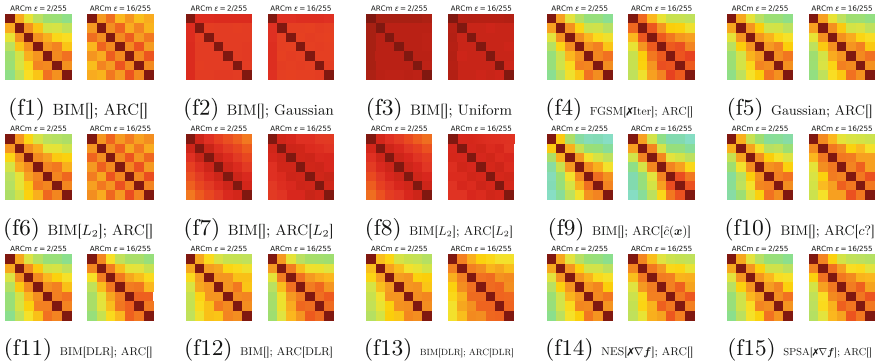 ARCm ε = 2/255 ARCm ε = 16/255 ARCm ε = 2/255 ARCm ε = 16/255 ARCm ε = 2/255 ARCm ε = 16/255 ARCm ε = 2/255 ARCm ε = 16/255 ARCm ε = 2/255 ARCm ε = 16/255
(f1) BIM[]; ARC[] (f2) BIM[]; Gaussian (f3) BIM[]; Uniform (f4) FGSM[✗Iter]; ARC[] (f5) Gaussian; ARC[]
ARCm ε = 2/255 ARCm ε = 16/255 ARCm ε = 2/255 ARCm ε = 16/255 ARCm ε = 2/255 ARCm ε = 16/255 ARCm ε = 2/255 ARCm ε = 16/255 ARCm ε = 2/255 ARCm ε = 16/255
(f6) BIM[L₂]; ARC[] (f7) BIM[]; ARC[L₂] (f8) BIM[L₂]; ARC[L₂] (f9) BIM[]; ARC[ĉ(x)] (f10) BIM[]; ARC[c?]
ARCm ε = 2/255 ARCm ε = 16/255 ARCm ε = 2/255 ARCm ε = 16/255 ARCm ε = 2/255 ARCm ε = 16/255 ARCm ε = 2/255 ARCm ε = 16/255 ARCm ε = 2/255 ARCm ε = 16/255
(f11) BIM[DLR]; ARC[] (f12) BIM[]; ARC[DLR] (f13) BIM[DLR]; ARC[DLR] (f14) NES[✗∇f]; ARC[] (f15) SPSA[✗∇f]; ARC[]